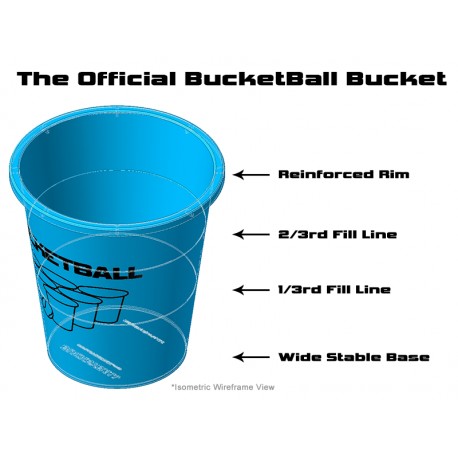 The Official BucketBall Bucket
Reinforced Rim
2/3rd Fill Line
KETBALL
1/3rd Fill Line
Wide Stable Base
*Isometric Wireframe View